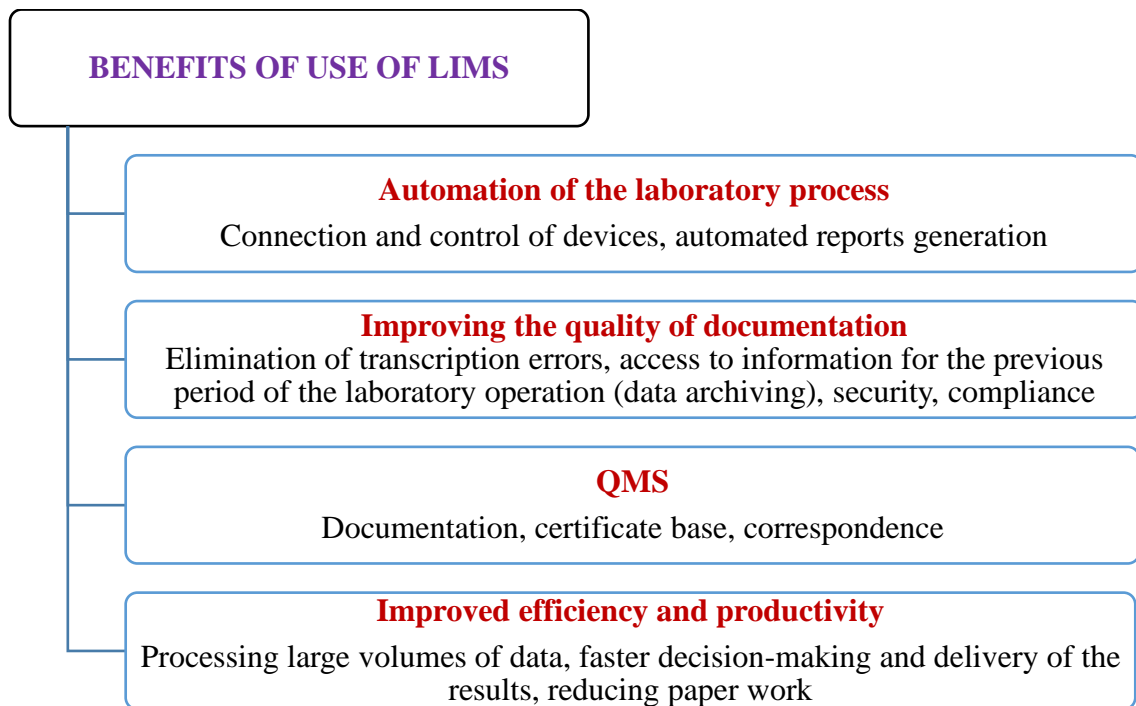 BENEFITS OF USE OF LIMS
Automation of the laboratory process
Connection and control of devices, automated reports generation
Improving the quality of documentation
Elimination of transcription errors, access to information for the previous
period of the laboratory operation (data archiving), security, compliance
QMS
Documentation, certificate base, correspondence
Improved efficiency and productivity
Processing large volumes of data, faster decision-making and delivery of the
results, reducing paper work